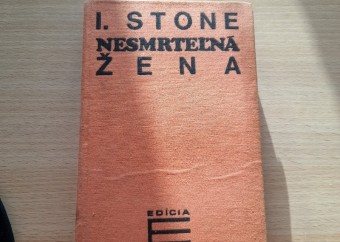 I. STONE
NESMRTEĽNÁ
ŽENA
EDÍCIA
E